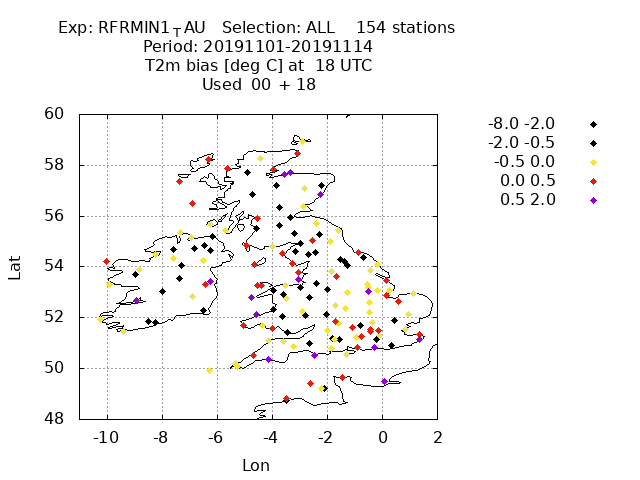 Exp: RFRMIN1_TAU Selection: ALL 154 stations
Period: 20191101-20191114
T2m bias [deg C] at 18 UTC
Used 00 + 18
-8.0 -2.0
-2.0 -0.5
-0.5 0.0
0.0 0.5
0.5 2.0
60
58
56
54
52
50
48
-10 -8 -6 -4 -2 0 2
Lat
Lon